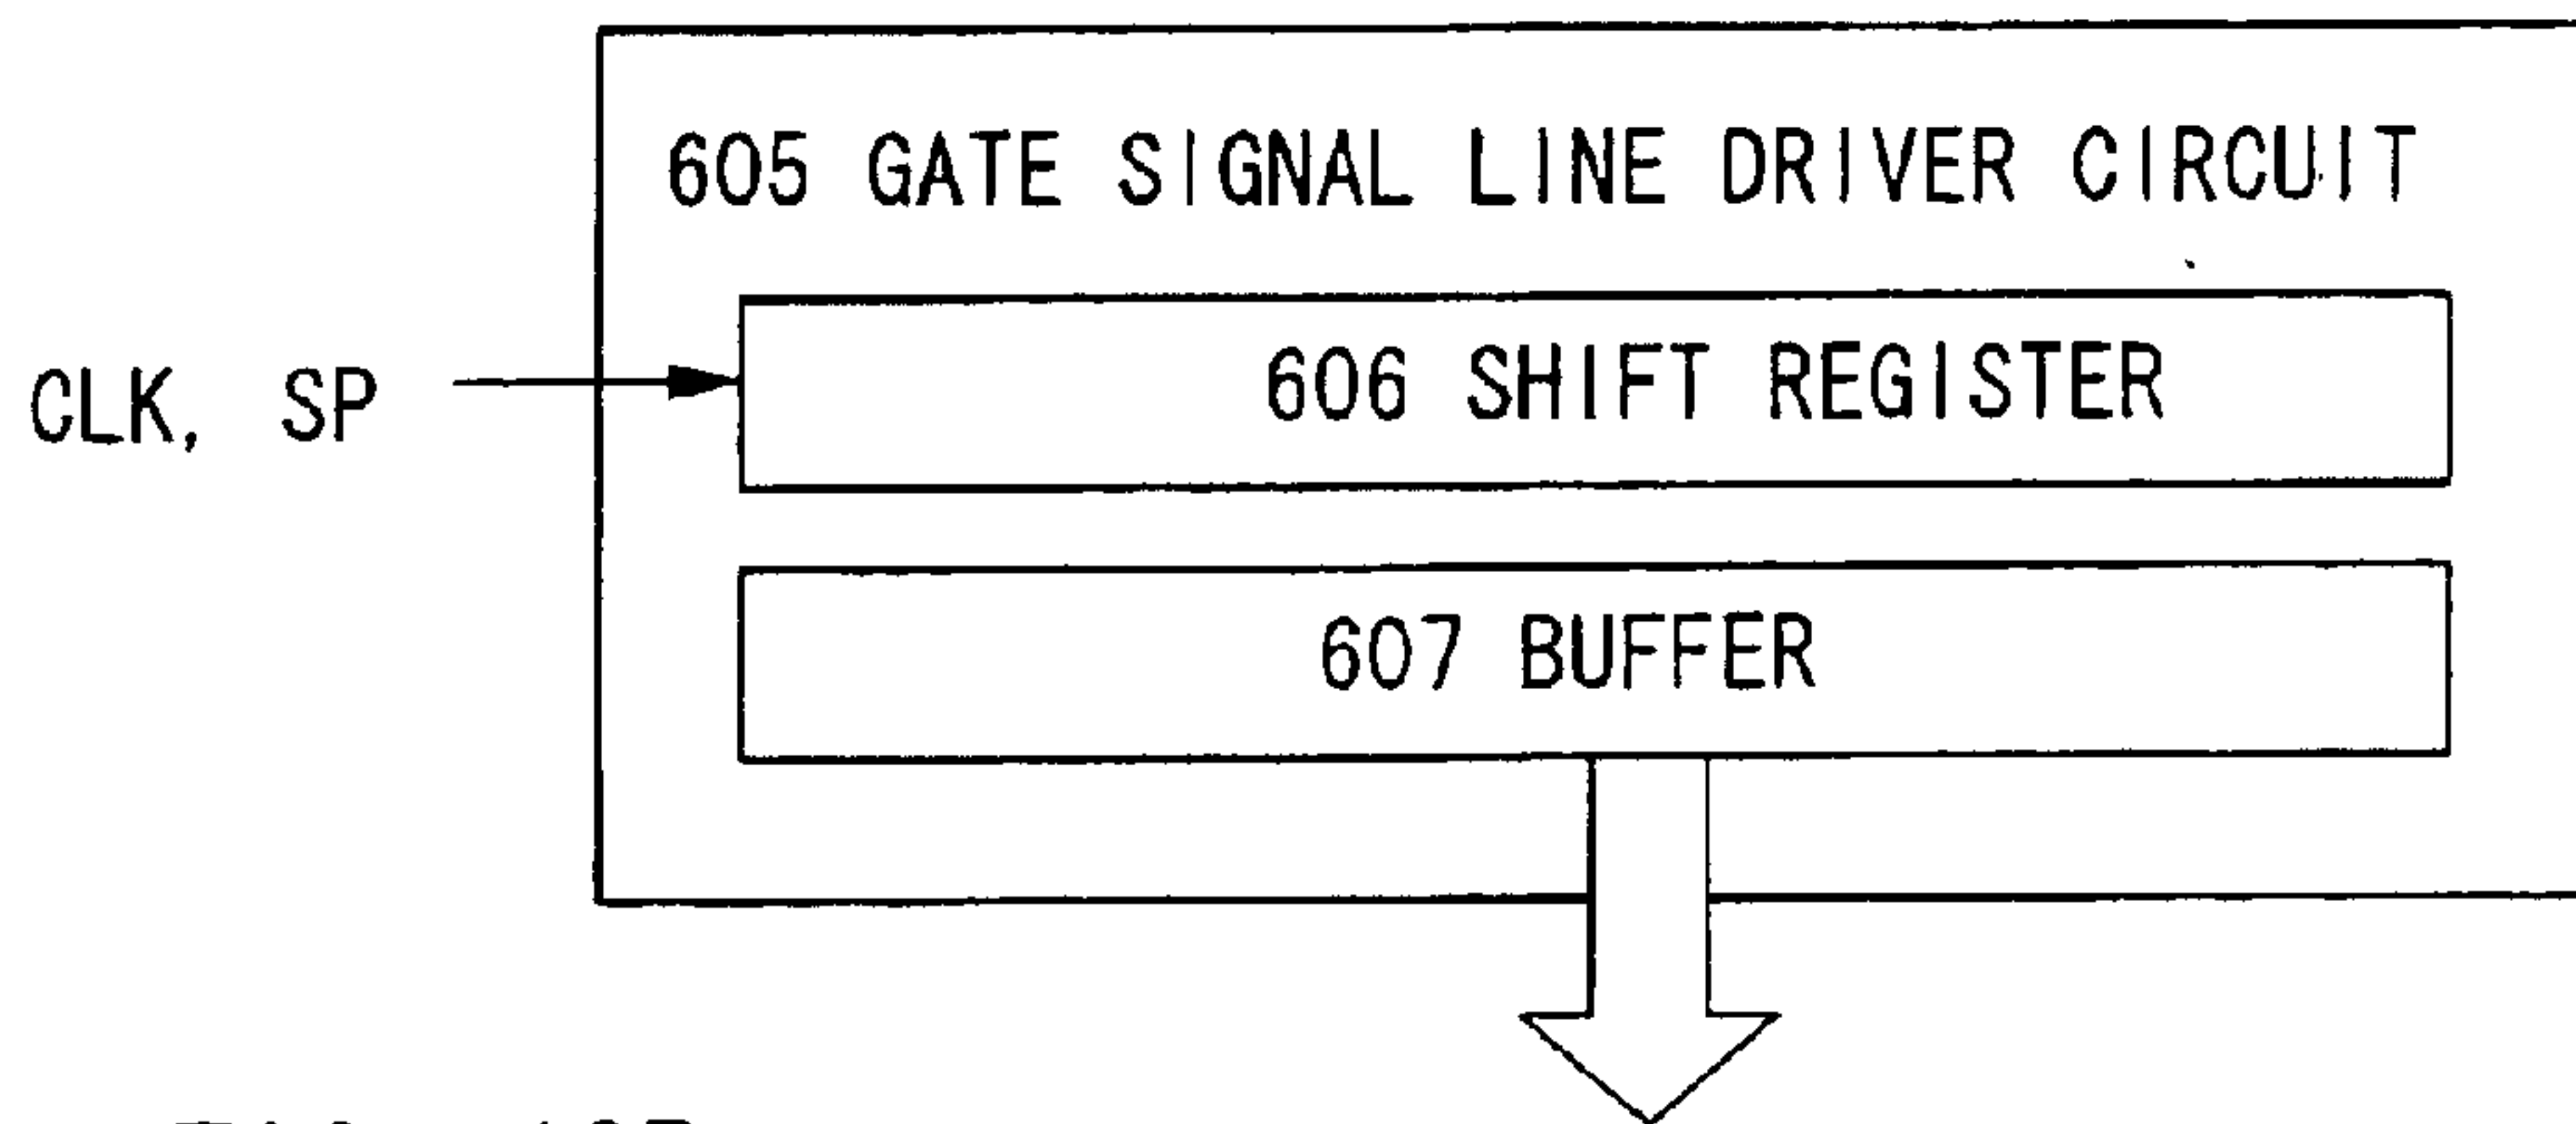 605 GATE SIGNAL LINE DRIVER CIRCUIT
CLK, SP
606 SHIFT REGISTER
607 BUFFER